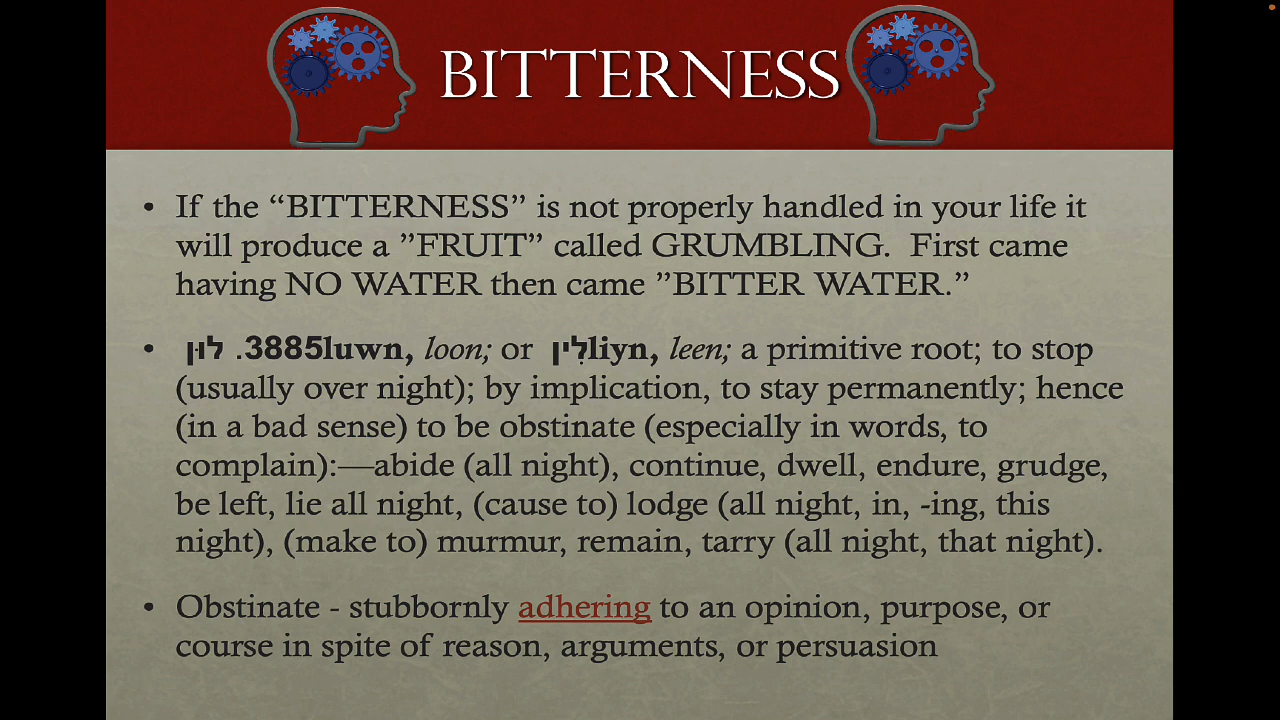 BITTERNESS
• If the “BITTERNESS” is not properly handled in your life it
will produce a ”FRUIT” called GRUMBLING.  First came
having NO WATER then came ”BITTER WATER.”
• לוּן .3885luwn, loon; or לִיןliyn, leen; a primitive root; to stop
(usually over night); by implication, to stay permanently; hence
(in a bad sense) to be obstinate (especially in words, to
complain):—abide (all night), continue, dwell, endure, grudge,
be left, lie all night, (cause to) lodge (all night, in, -ing, this
night), (make to) murmur, remain, tarry (all night, that night).
• Obstinate - stubbornly adhering to an opinion, purpose, or
course in spite of reason, arguments, or persuasion